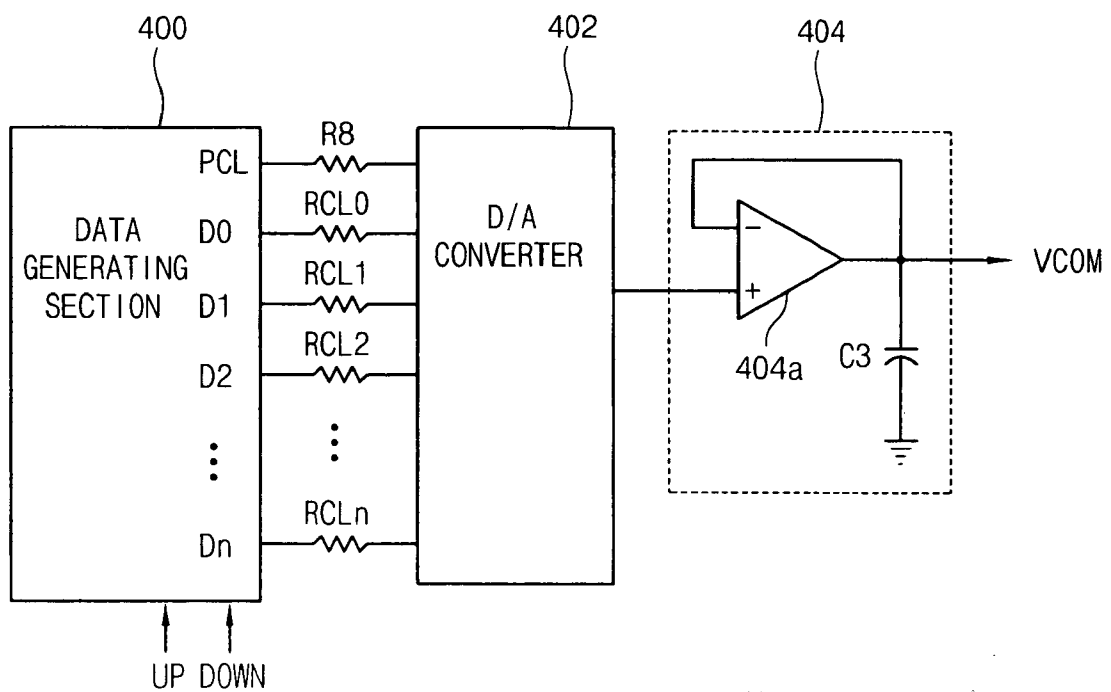 400
402
404
PCL
R8
DATA
GENERATING
SECTION
D0
RCL0
D1
RCL1
D2
RCL2
Dn
RCLn
D/A
CONVERTER
−
+
404a
C3
VCOM
UP DOWN